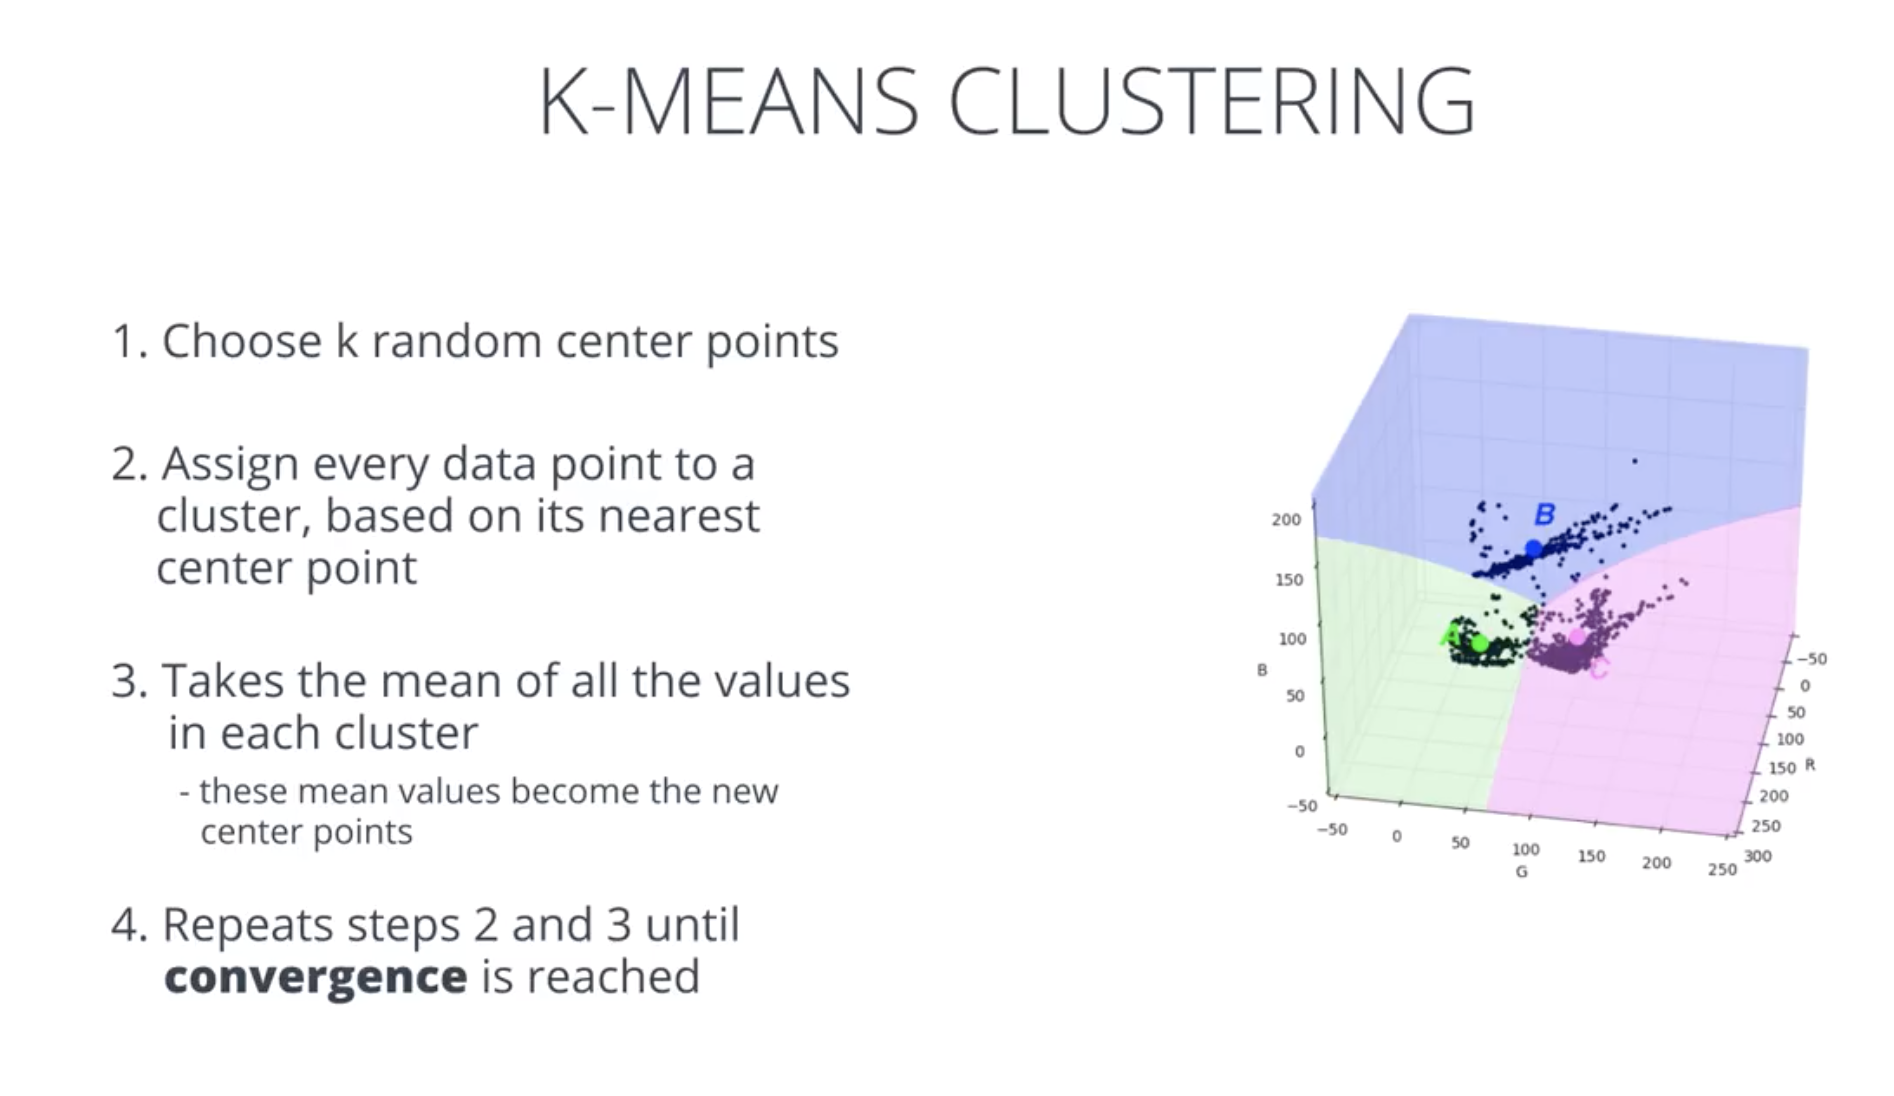 K-MEANS CLUSTERING
1. Choose k random center points
2. Assign every data point to a
cluster, based on its nearest
center point
3. Takes the mean of all the values
in each cluster
- these mean values become the new
center points
4. Repeats steps 2 and 3 until
convergence is reached
B
A
C
200
150
100
B
50
0
−50
−50
0
50
100
150
200
250
G
−50
0
50
100
150
R
200
250
300